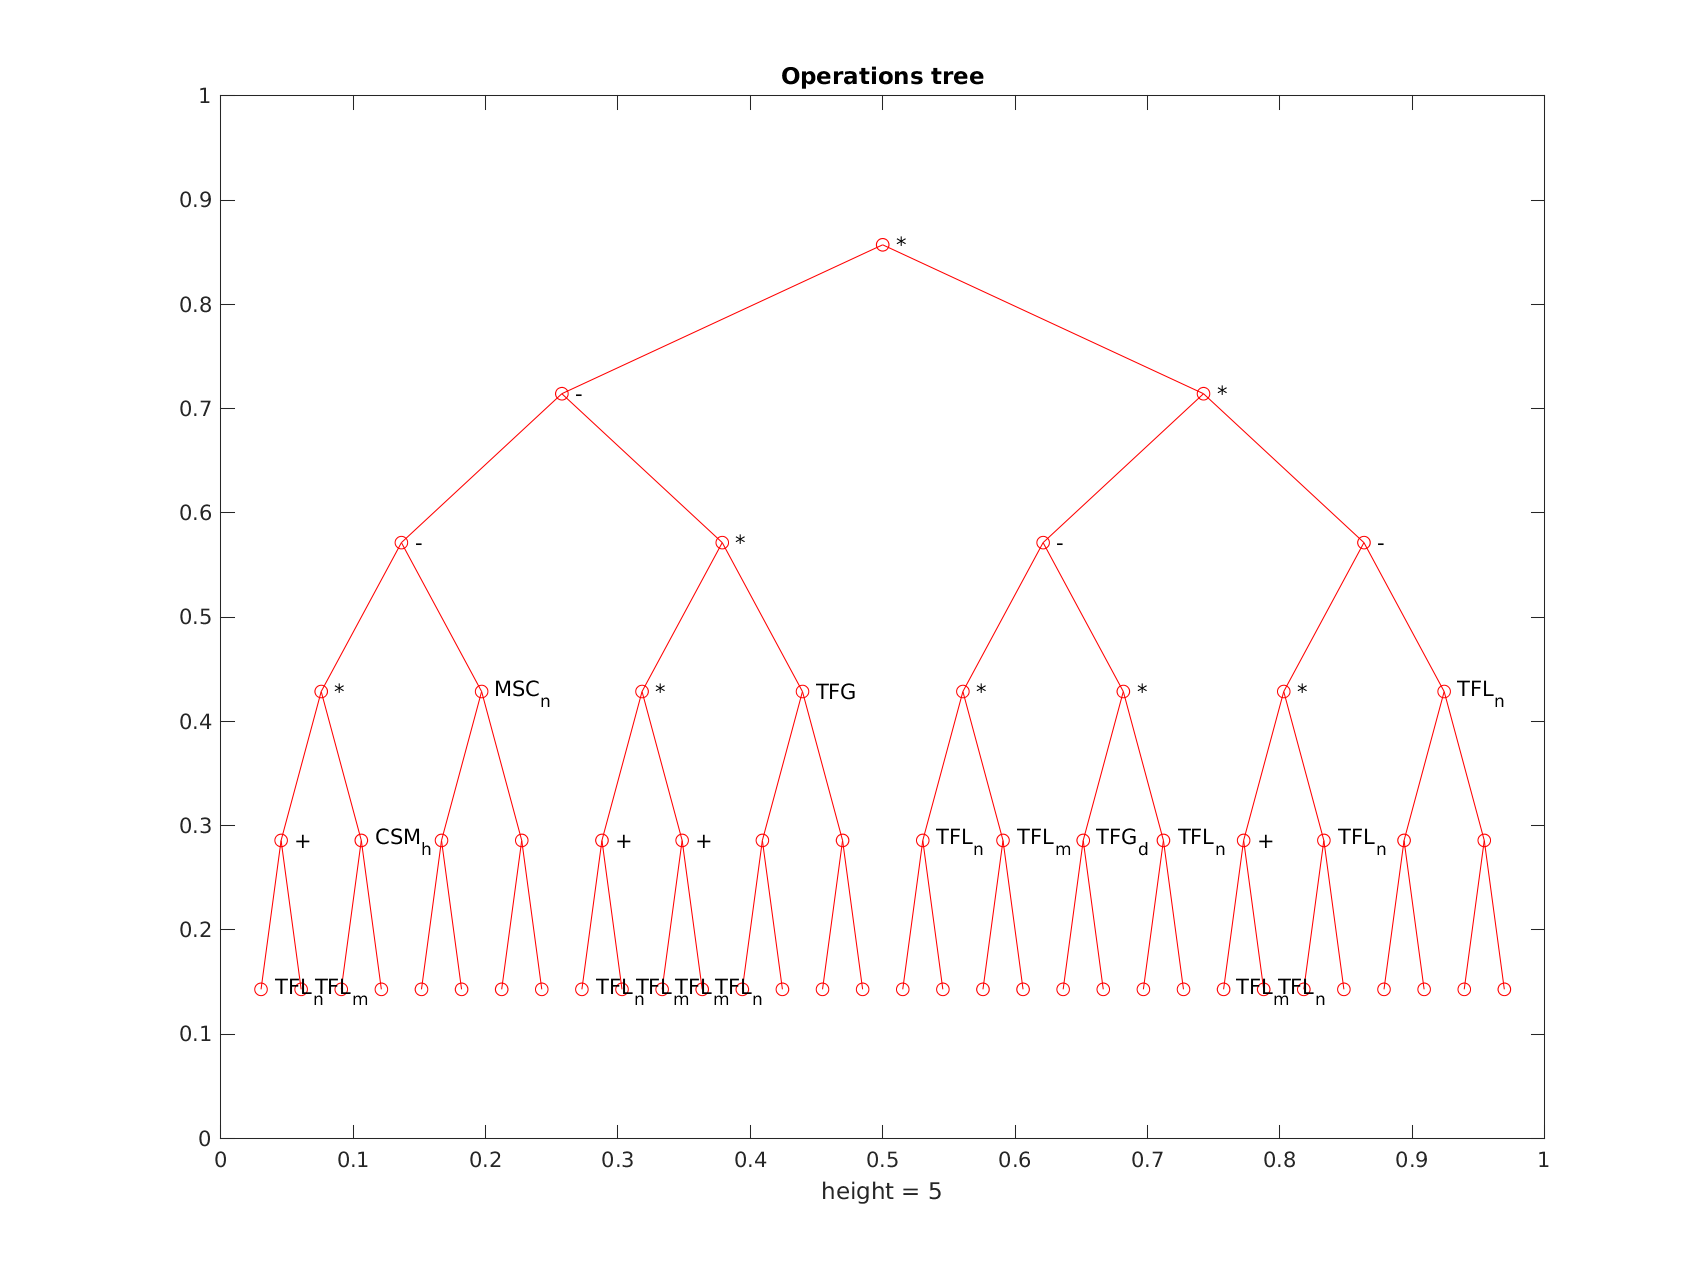 Operations tree
1
0.9
*
0.8
- *
0.7
0.6
- * - -
0.5
* MSC_n * TFG * * * TFL_n
0.4
0.3
+ CSM_h + + TFL_n TFL_m TFG_d TFL_n + TFL_n
0.2
TFL_n TFL_m TFL_n TFL_m TFL_m TFL_n TFL_m TFL_n
0.1
0
0 0.1 0.2 0.3 0.4 0.5 0.6 0.7 0.8 0.9 1
height = 5